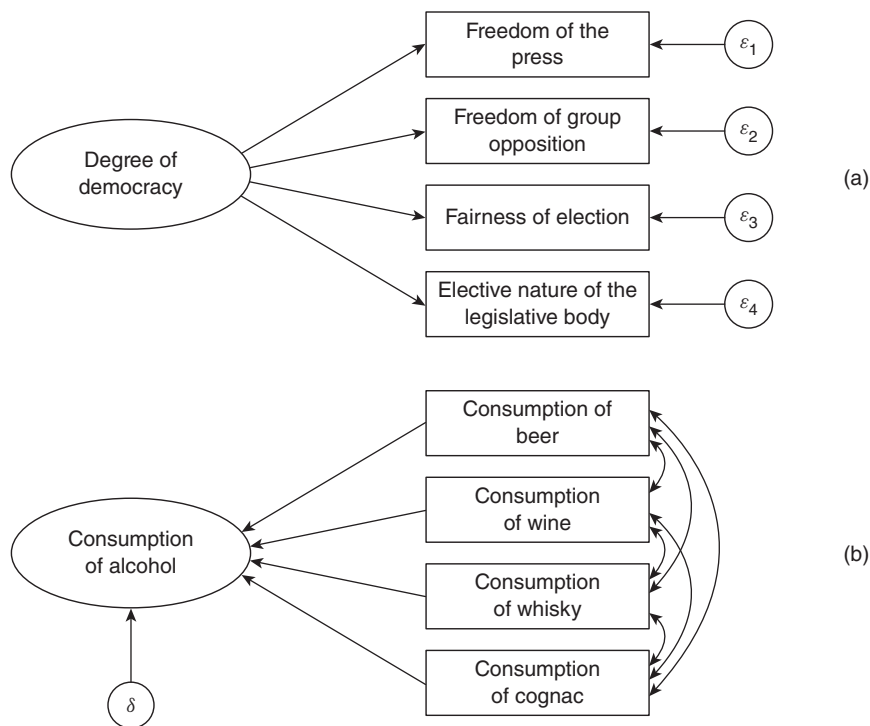 Freedom of the
press
ε1
Freedom of group
opposition
ε2
Degree of
democracy
(a)
Fairness of election
ε3
Elective nature of the
legislative body
ε4
Consumption of
beer
Consumption
of wine
Consumption
of alcohol
(b)
Consumption
of whisky
Consumption
of cognac
δ